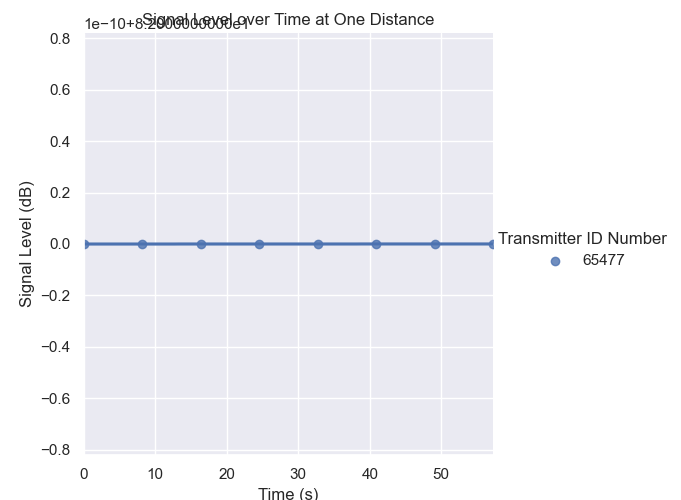 Signal Level over Time at One Distance
1e−10+8.2000000000e1
0.8
0.6
0.4
0.2
0.0
−0.2
−0.4
−0.6
−0.8
Signal Level (dB)
0 10 20 30 40 50
Time (s)
Transmitter ID Number
65477